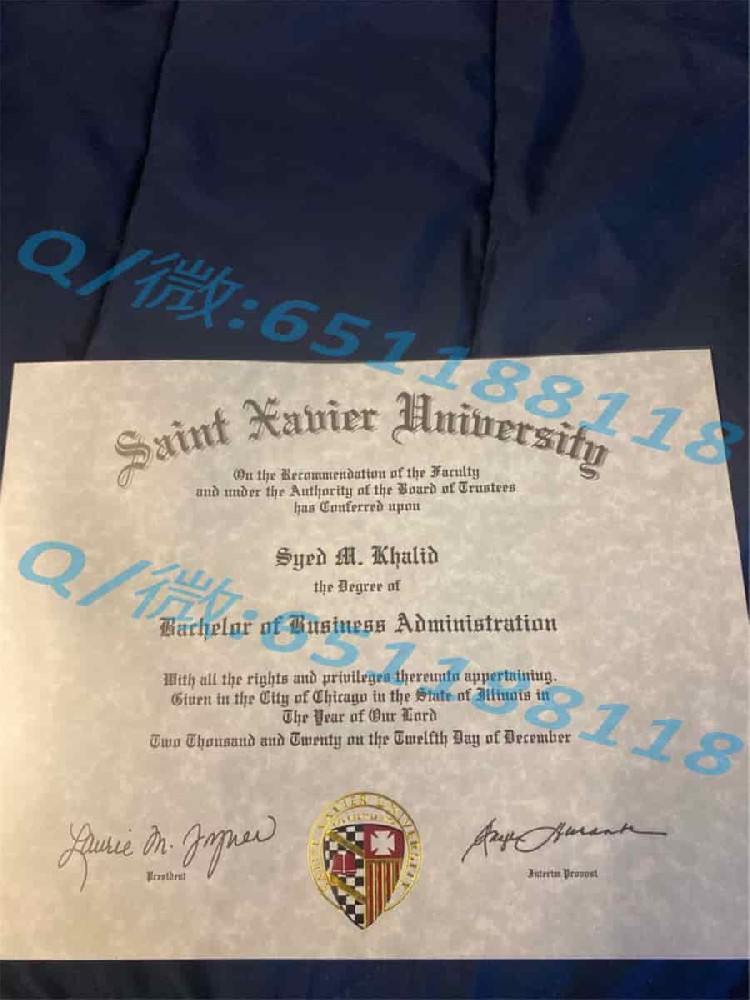 Q/微:651188118
Saint Xavier University
On the Recommendation of the Faculty
and under the Authority of the Board of Trustees
has Conferred upon
Syed M. Khalid
the Degree of
Q/微:651188118
Bachelor of Business Administration
With all the rights and privileges thereunto appertaining.
Given in the City of Chicago in the State of Illinois in
The Year of Our Lord
Two Thousand and Twenty on the Twelfth Day of December
Laurie M. Joyner
President
Interim Provost